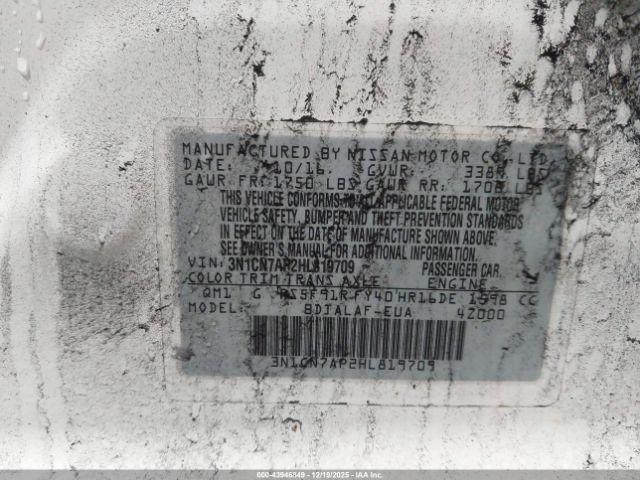 MANUFACTURED BY NISSAN MOTOR CO.,LTD.
DATE: 10/16 GVWR: 3389 LBS
GAWR FR: 1750 LBS GAWR RR: 1708 LBS
THIS VEHICLE CONFORMS TO ALL APPLICABLE FEDERAL MOTOR
VEHICLE SAFETY, BUMPER AND THEFT PREVENTION STANDARDS
IN EFFECT ON THE DATE OF MANUFACTURE SHOWN ABOVE.
SEE OWNER'S MANUAL FOR ADDITIONAL INFORMATION.
VIN: 3N1CN7AP2HL819709 PASSENGER CAR.
COLOR TRIM TRANS AXLE ENGINE
QM1 G RS5F91R FY40 HR16DE 1598 CC
MODEL: BDJALAF-EUA 42000
3N1CN7AP2HL819709
000-43946349 / 12/19/2025 - IAA Inc.